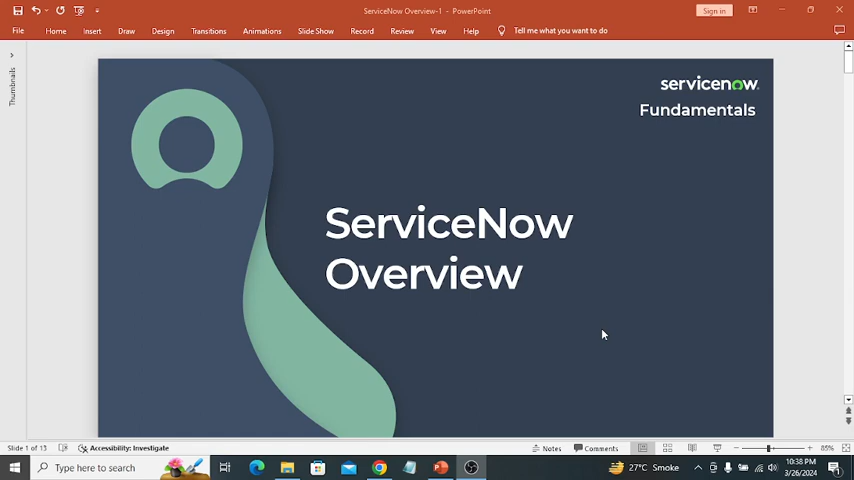 ServiceNow Overview-1 - PowerPoint
Sign in
File Home Insert Draw Design Transitions Animations Slide Show Record Review View Help Tell me what you want to do
Thumbnails
servicenow
Fundamentals
ServiceNow
Overview
Slide 1 of 13 Accessibility: Investigate Notes Comments 85%
Type here to search 27°C Smoke 10:38 PM
3/26/2024